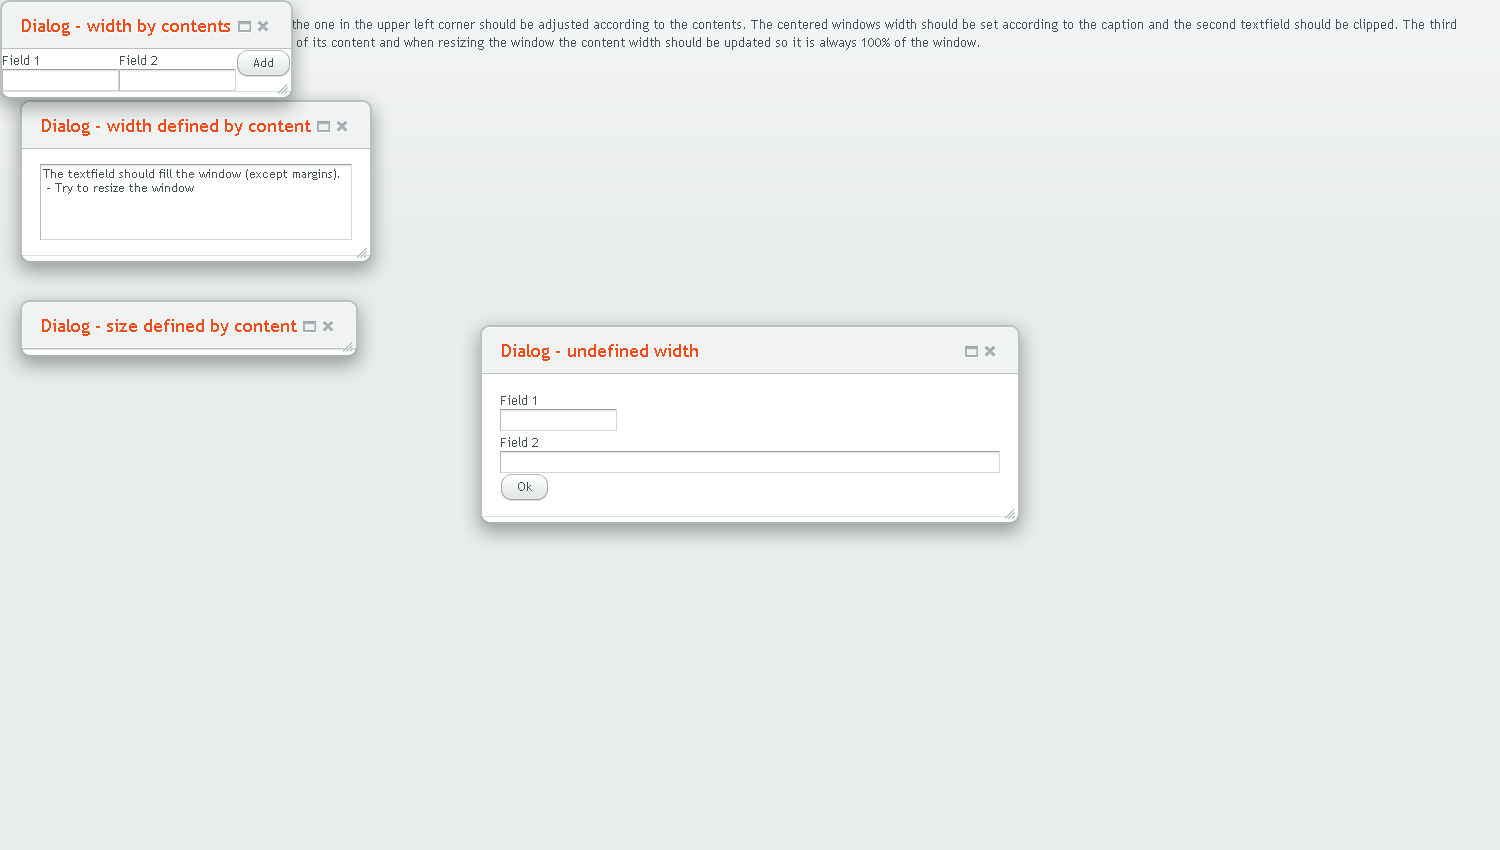 Dialog - width by contents
the one in the upper left corner should be adjusted according to the contents. The centered windows width should be set according to the caption and the second textfield should be clipped. The third
of its content and when resizing the window the content width should be updated so it is always 100% of the window.
Field 1 Field 2 Add
Dialog - width defined by content
The textfield should fill the window (except margins).
- Try to resize the window
Dialog - size defined by content
Dialog - undefined width
Field 1
Field 2
Ok